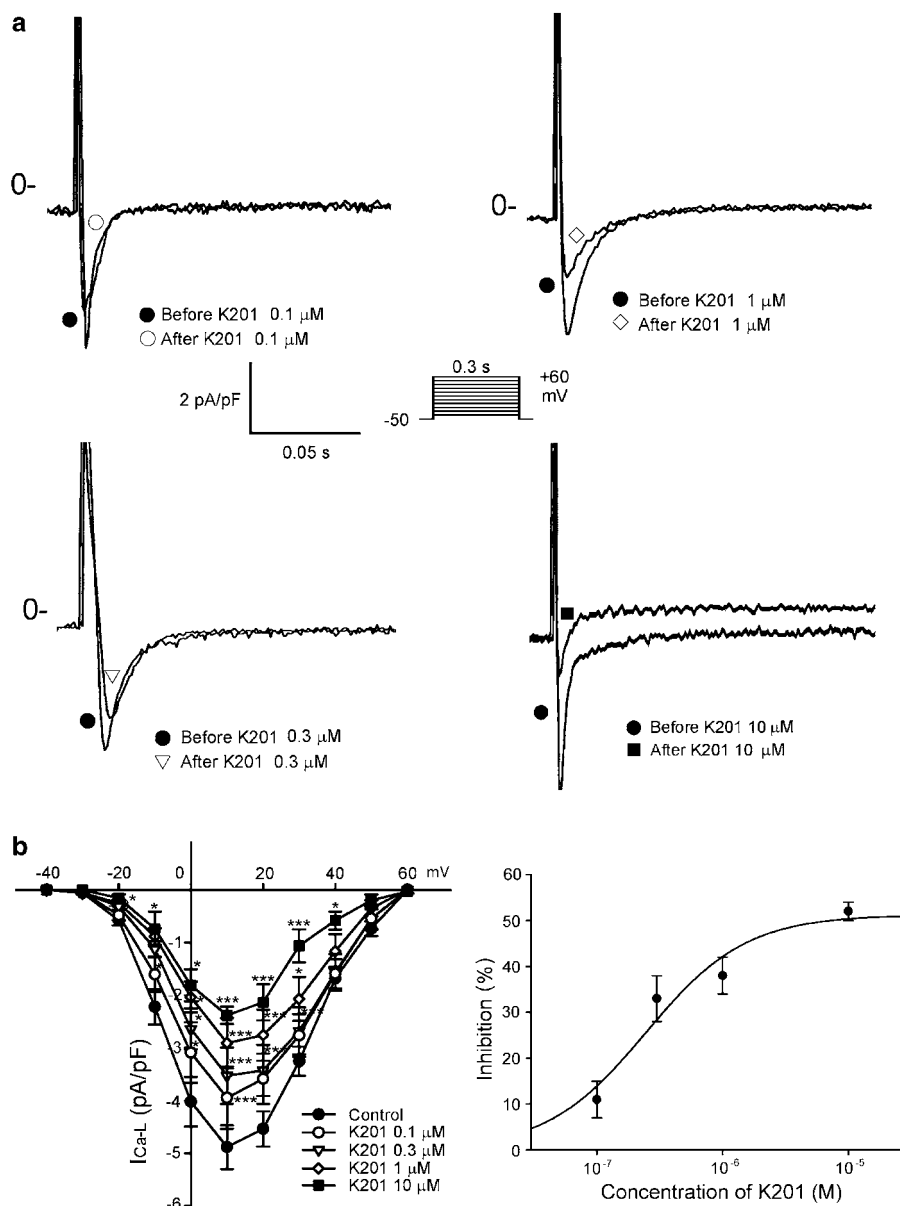 a
0-
0-
● Before K201 0.1 μM
○ After K201 0.1 μM
● Before K201 1 μM
◇ After K201 1 μM
2 pA/pF
0.05 s
0.3 s
+60
mV
-50
0-
● Before K201 0.3 μM
▽ After K201 0.3 μM
● Before K201 10 μM
■ After K201 10 μM
b
-40 -20 0 20 40 60 mV
-1
-2
-3
-4
-5
-6
ICa-L (pA/pF)
Control
K201 0.1 μM
K201 0.3 μM
K201 1 μM
K201 10 μM
60
50
40
30
20
10
0
Inhibition (%)
10⁻⁷ 10⁻⁶ 10⁻⁵
Concentration of K201 (M)